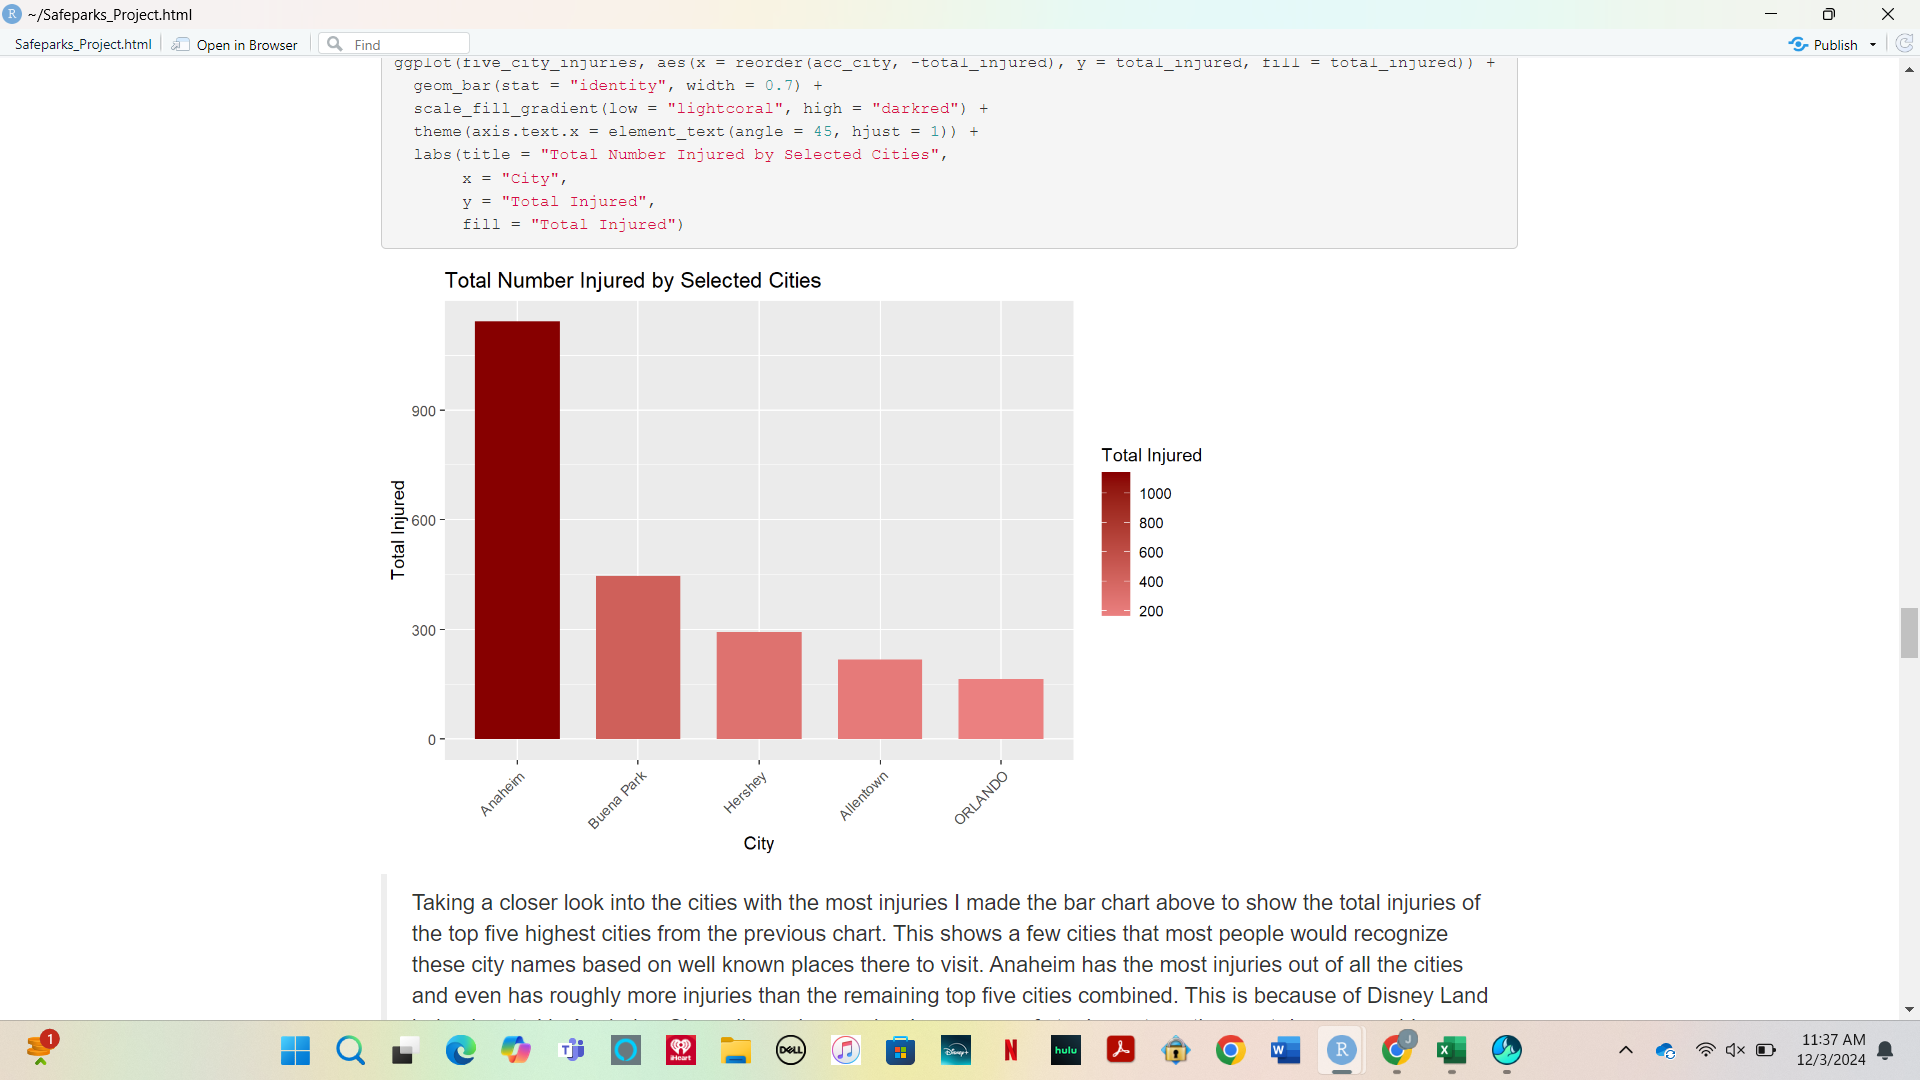 ~/Safeparks_Project.html
Safeparks_Project.html Open in Browser Find Publish
ggplot(five_city_injuries, aes(x = reorder(acc_city, -total_injured), y = total_injured, fill = total_injured)) +
geom_bar(stat = "identity", width = 0.7) +
scale_fill_gradient(low = "lightcoral", high = "darkred") +
theme(axis.text.x = element_text(angle = 45, hjust = 1)) +
labs(title = "Total Number Injured by Selected Cities",
x = "City",
y = "Total Injured",
fill = "Total Injured")
Total Number Injured by Selected Cities
900
600
300
0
Total Injured
Anaheim
Buena Park
Hershey
Allentown
ORLANDO
City
Total Injured
1000
800
600
400
200
Taking a closer look into the cities with the most injuries I made the bar chart above to show the total injuries of
the top five highest cities from the previous chart. This shows a few cities that most people would recognize
these city names based on well known places there to visit. Anaheim has the most injuries out of all the cities
and even has roughly more injuries than the remaining top five cities combined. This is because of Disney Land
1
iHeart
DELL
Disney+
N
hulu
W
R
J
X
11:37 AM
12/3/2024